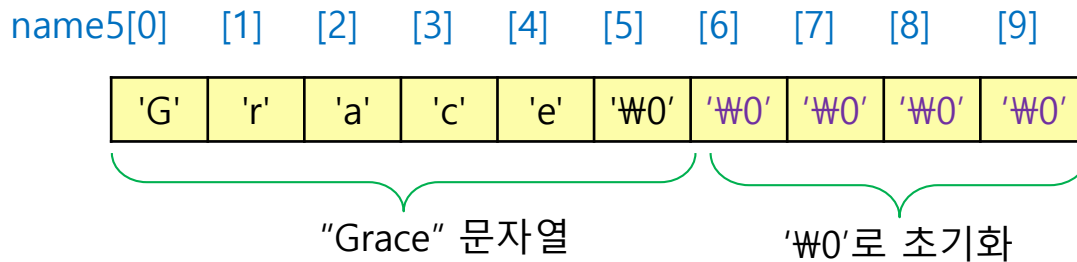 name5[0] [1] [2] [3] [4] [5] [6] [7] [8] [9]
'G' 'r' 'a' 'c' 'e' '₩0’ ‘₩0’ ‘₩0’ ‘₩0’ ‘₩0’
“Grace” 문자열 ‘₩0’로 초기화